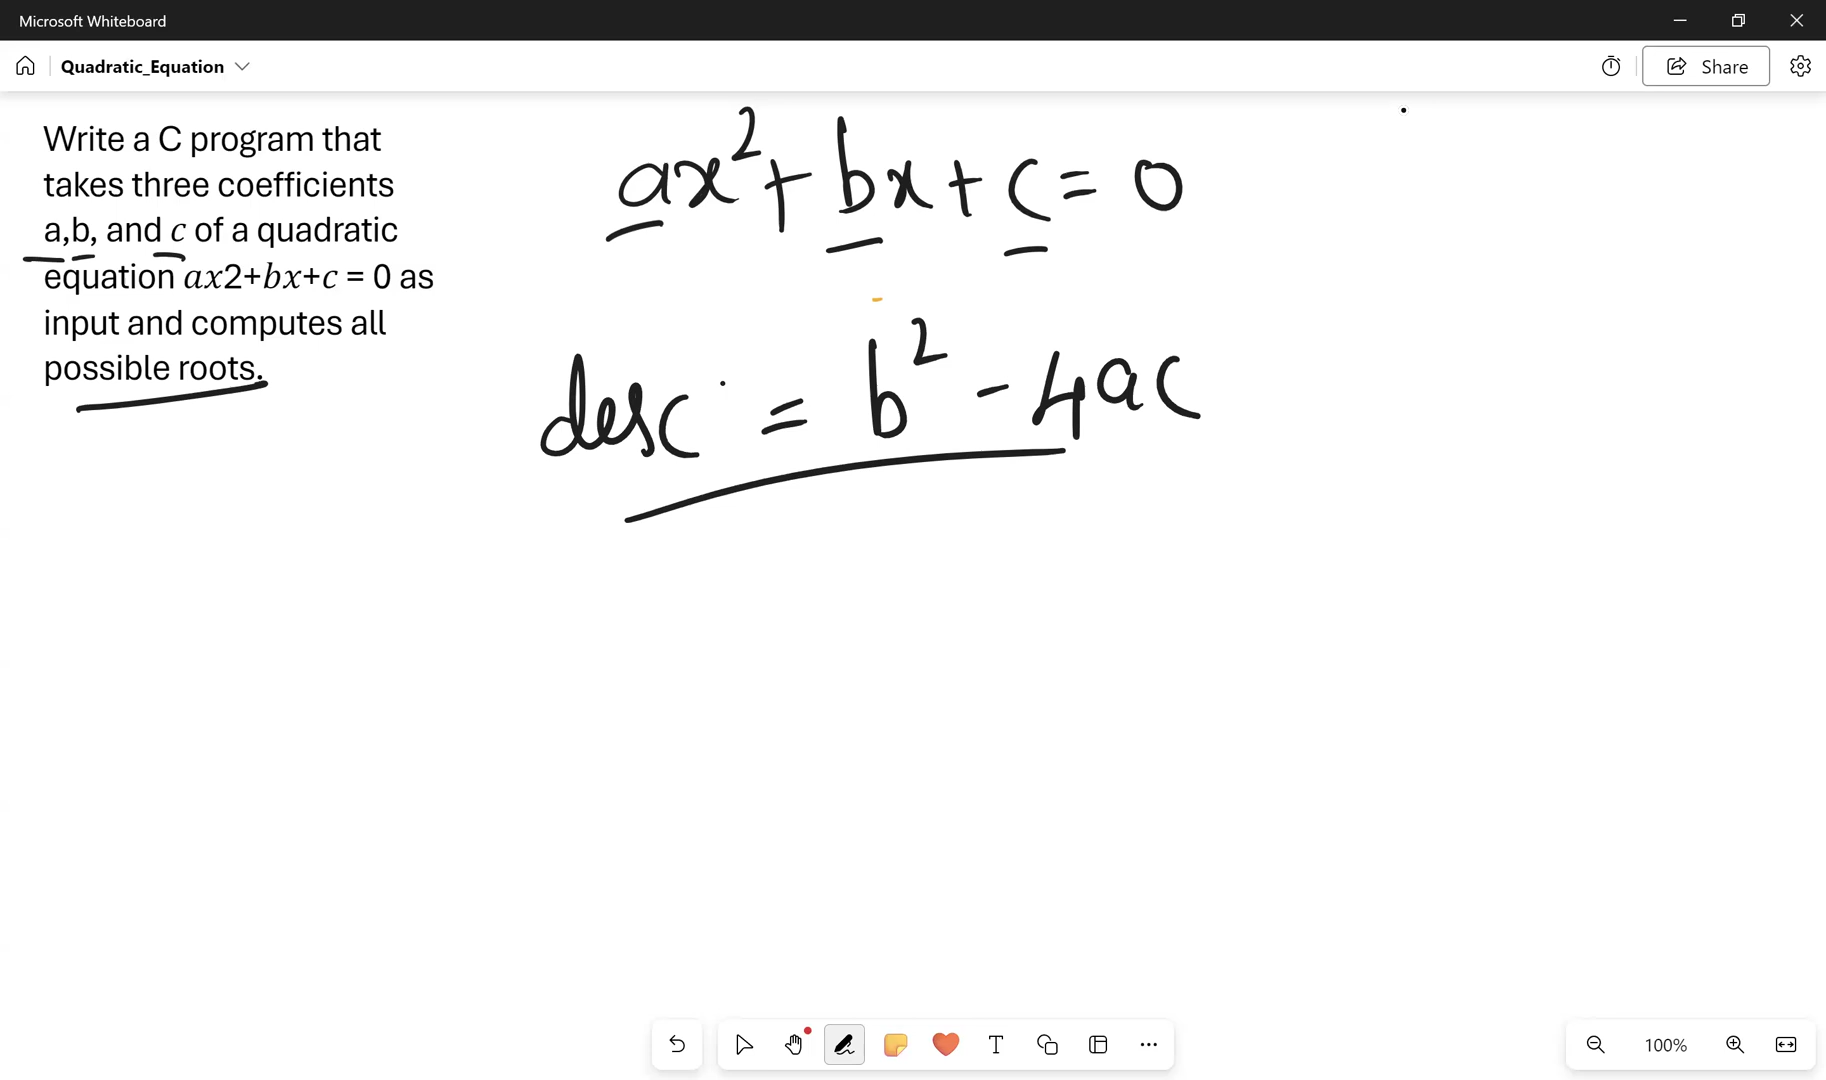 Microsoft Whiteboard
Quadratic_Equation
Share
Write a C program that
takes three coefficients
a,b, and c of a quadratic
equation 𝑎𝑥2+𝑏𝑥+𝑐 = 0 as
input and computes all
possible roots.
ax² + bx + c = 0
desc = b² - 4ac
100%